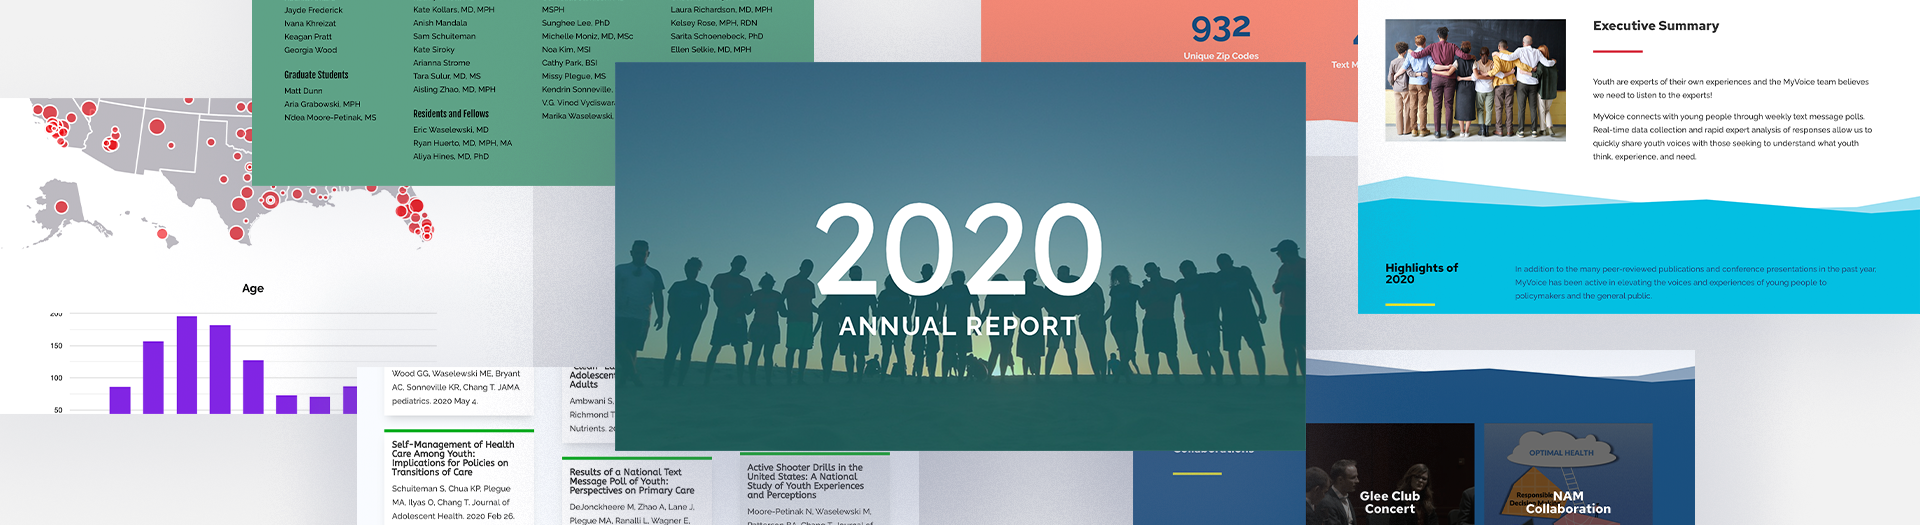 Jayde Frederick
Ivana Khreizat
Keagan Pratt
Georgia Wood
Graduate Students
Matt Dunn
Aria Grabowski, MPH
N'dea Moore-Petinak, MS
Kate Kollars, MD, MPH
Anish Mandala
Sam Schuiteman
Kate Siroky
Arianna Strome
Tara Sulur, MD, MS
Aisling Zhao, MD, MPH
Residents and Fellows
Eric Waselewski, MD
Ryan Huerto, MD, MPH, MA
Aliya Hines, MD, PhD
MSPH
Sunghee Lee, PhD
Michelle Moniz, MD, MSc
Noa Kim, MSI
Cathy Park, BSI
Missy Plegue, MS
Kendrin Sonneville,
V.G. Vinod Vydiswar
Marika Waselewski,
Laura Richardson, MD, MPH
Kelsey Rose, MPH, RDN
Sarita Schoenebeck, PhD
Ellen Selkie, MD, MPH
932
Unique Zip Codes
Text M
Executive Summary
Youth are experts of their own experiences and the MyVoice team believes
we need to listen to the experts!
MyVoice connects with young people through weekly text message polls.
Real-time data collection and rapid expert analysis of responses allow us to
quickly share youth voices with those seeking to understand what youth
think, experience, and need.
Highlights of
2020
In addition to the many peer-reviewed publications and conference presentations in the past year,
MyVoice has been active in elevating the voices and experiences of young people to
policymakers and the general public.
2020
ANNUAL REPORT
Age
200
150
100
50
Wood GG, Waselewski ME, Bryant
AC, Sonneville KR, Chang T. JAMA
pediatrics. 2020 May 4.
Self-Management of Health
Care Among Youth:
Implications for Policies on
Transitions of Care
Schuiteman S, Chua KP, Plegue
MA, Ilyas O, Chang T. Journal of
Adolescent Health. 2020 Feb 26.
Adolescent
Adults
Ambwani S,
Richmond T
Nutrients. 2
Results of a National Text
Message Poll of Youth:
Perspectives on Primary Care
DeJonckheere M, Zhao A, Lane J,
Plegue MA, Ranalli L, Wagner E,
Active Shooter Drills in the
United States: A National
Study of Youth Experiences
and Perceptions
Moore-Petinak N, Waselewski M,
Collaborations
Glee Club
Concert
OPTIMAL HEALTH
Responsible
NAM
Collaboration